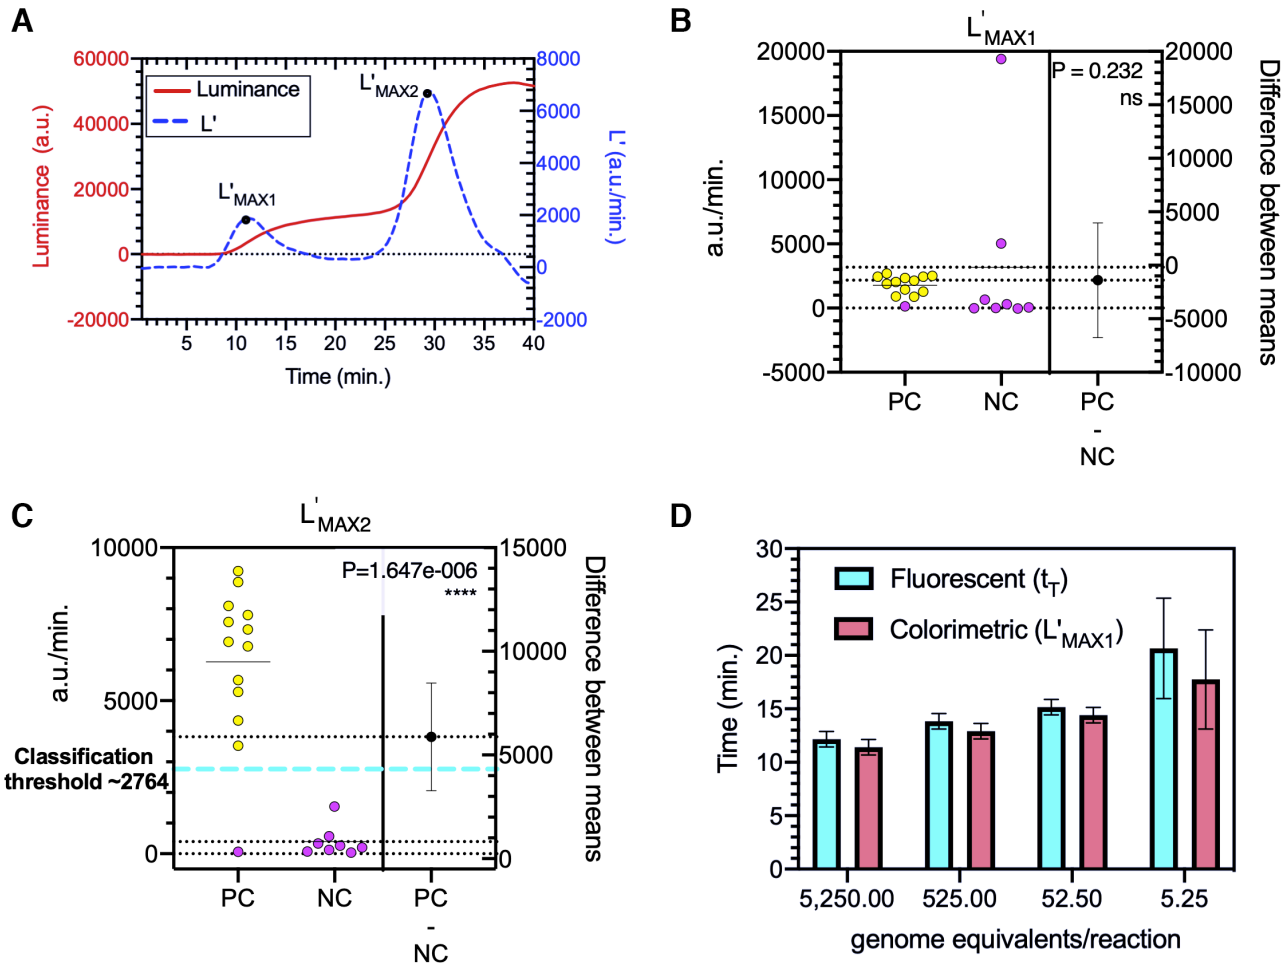 A
Luminance (a.u.)
60000
40000
20000
0
-20000
Luminance
L'
L'MAX1
L'MAX2
8000
6000
4000
2000
0
-2000
L' (a.u./min.)
5 10 15 20 25 30 35 40
Time (min.)
B
L'MAX1
a.u./min.
20000
15000
10000
5000
0
-5000
P = 0.232
ns
20000
15000
10000
5000
0
-5000
-10000
Difference between means
PC NC PC
-
NC
C
L'MAX2
a.u./min.
10000
5000
0
Classification
threshold ~2764
P=1.647e-006
****
15000
10000
5000
0
Difference between means
PC NC PC
-
NC
D
Time (min.)
30
25
20
15
10
5
0
Fluorescent (tT)
Colorimetric (L'MAX1)
5,250.00 525.00 52.50 5.25
genome equivalents/reaction